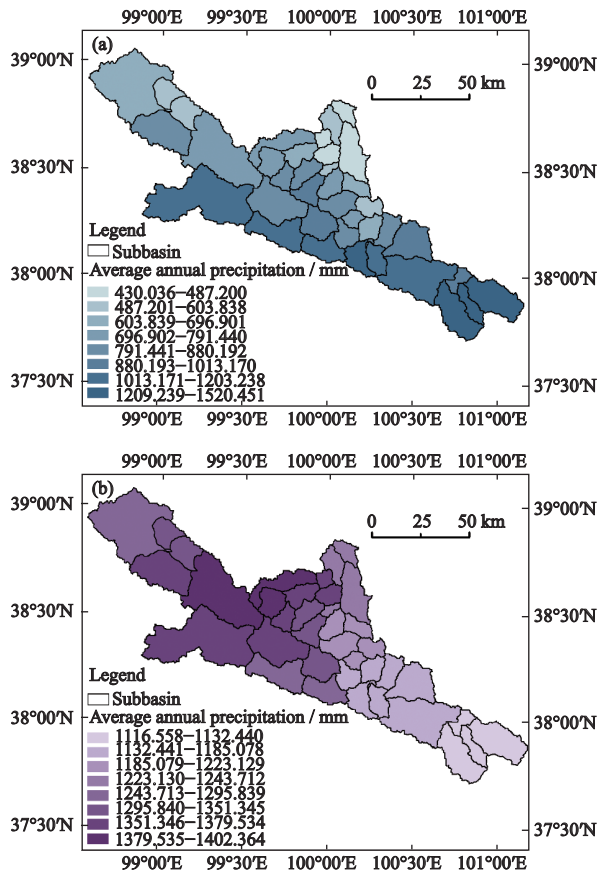 99°00′E 99°30′E 100°00′E 100°30′E 101°00′E
(a)
39°00′N 39°00′N
0 25 50 km
38°30′N 38°30′N
Legend
Subbasin
38°00′N 38°00′N
Average annual precipitation / mm
430.036−487.200
487.201−603.838
603.839−696.901
696.902−791.440
791.441−880.192
880.193−1013.170
1013.171−1203.238
1209.239−1520.451
37°30′N 37°30′N
99°00′E 99°30′E 100°00′E 100°30′E 101°00′E
99°00′E 99°30′E 100°00′E 100°30′E 101°00′E
(b)
39°00′N 39°00′N
0 25 50 km
38°30′N 38°30′N
Legend
Subbasin
38°00′N 38°00′N
Average annual precipitation / mm
1116.558−1132.440
1132.441−1185.078
1185.079−1223.129
1223.130−1243.712
1243.713−1295.839
1295.840−1351.345
1351.346−1379.534
1379.535−1402.364
37°30′N 37°30′N
99°00′E 99°30′E 100°00′E 100°30′E 101°00′E